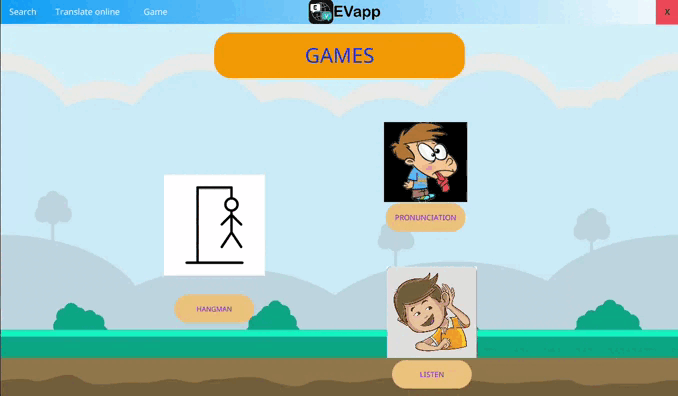 Search
Translate online
Game
E
V
EVapp
X
GAMES
PRONUNCIATION
HANGMAN
LISTEN